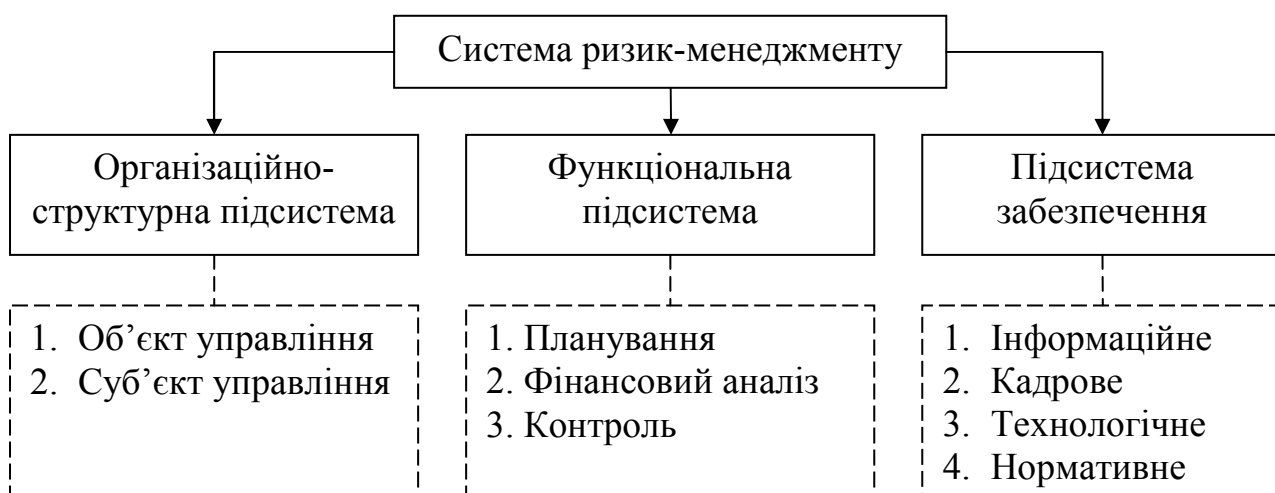 Система ризик-менеджменту
Організаційно-
структурна підсистема
Функціональна
підсистема
Підсистема
забезпечення
1. Об’єкт управління
2. Суб’єкт управління
1. Планування
2. Фінансовий аналіз
3. Контроль
1. Інформаційне
2. Кадрове
3. Технологічне
4. Нормативне